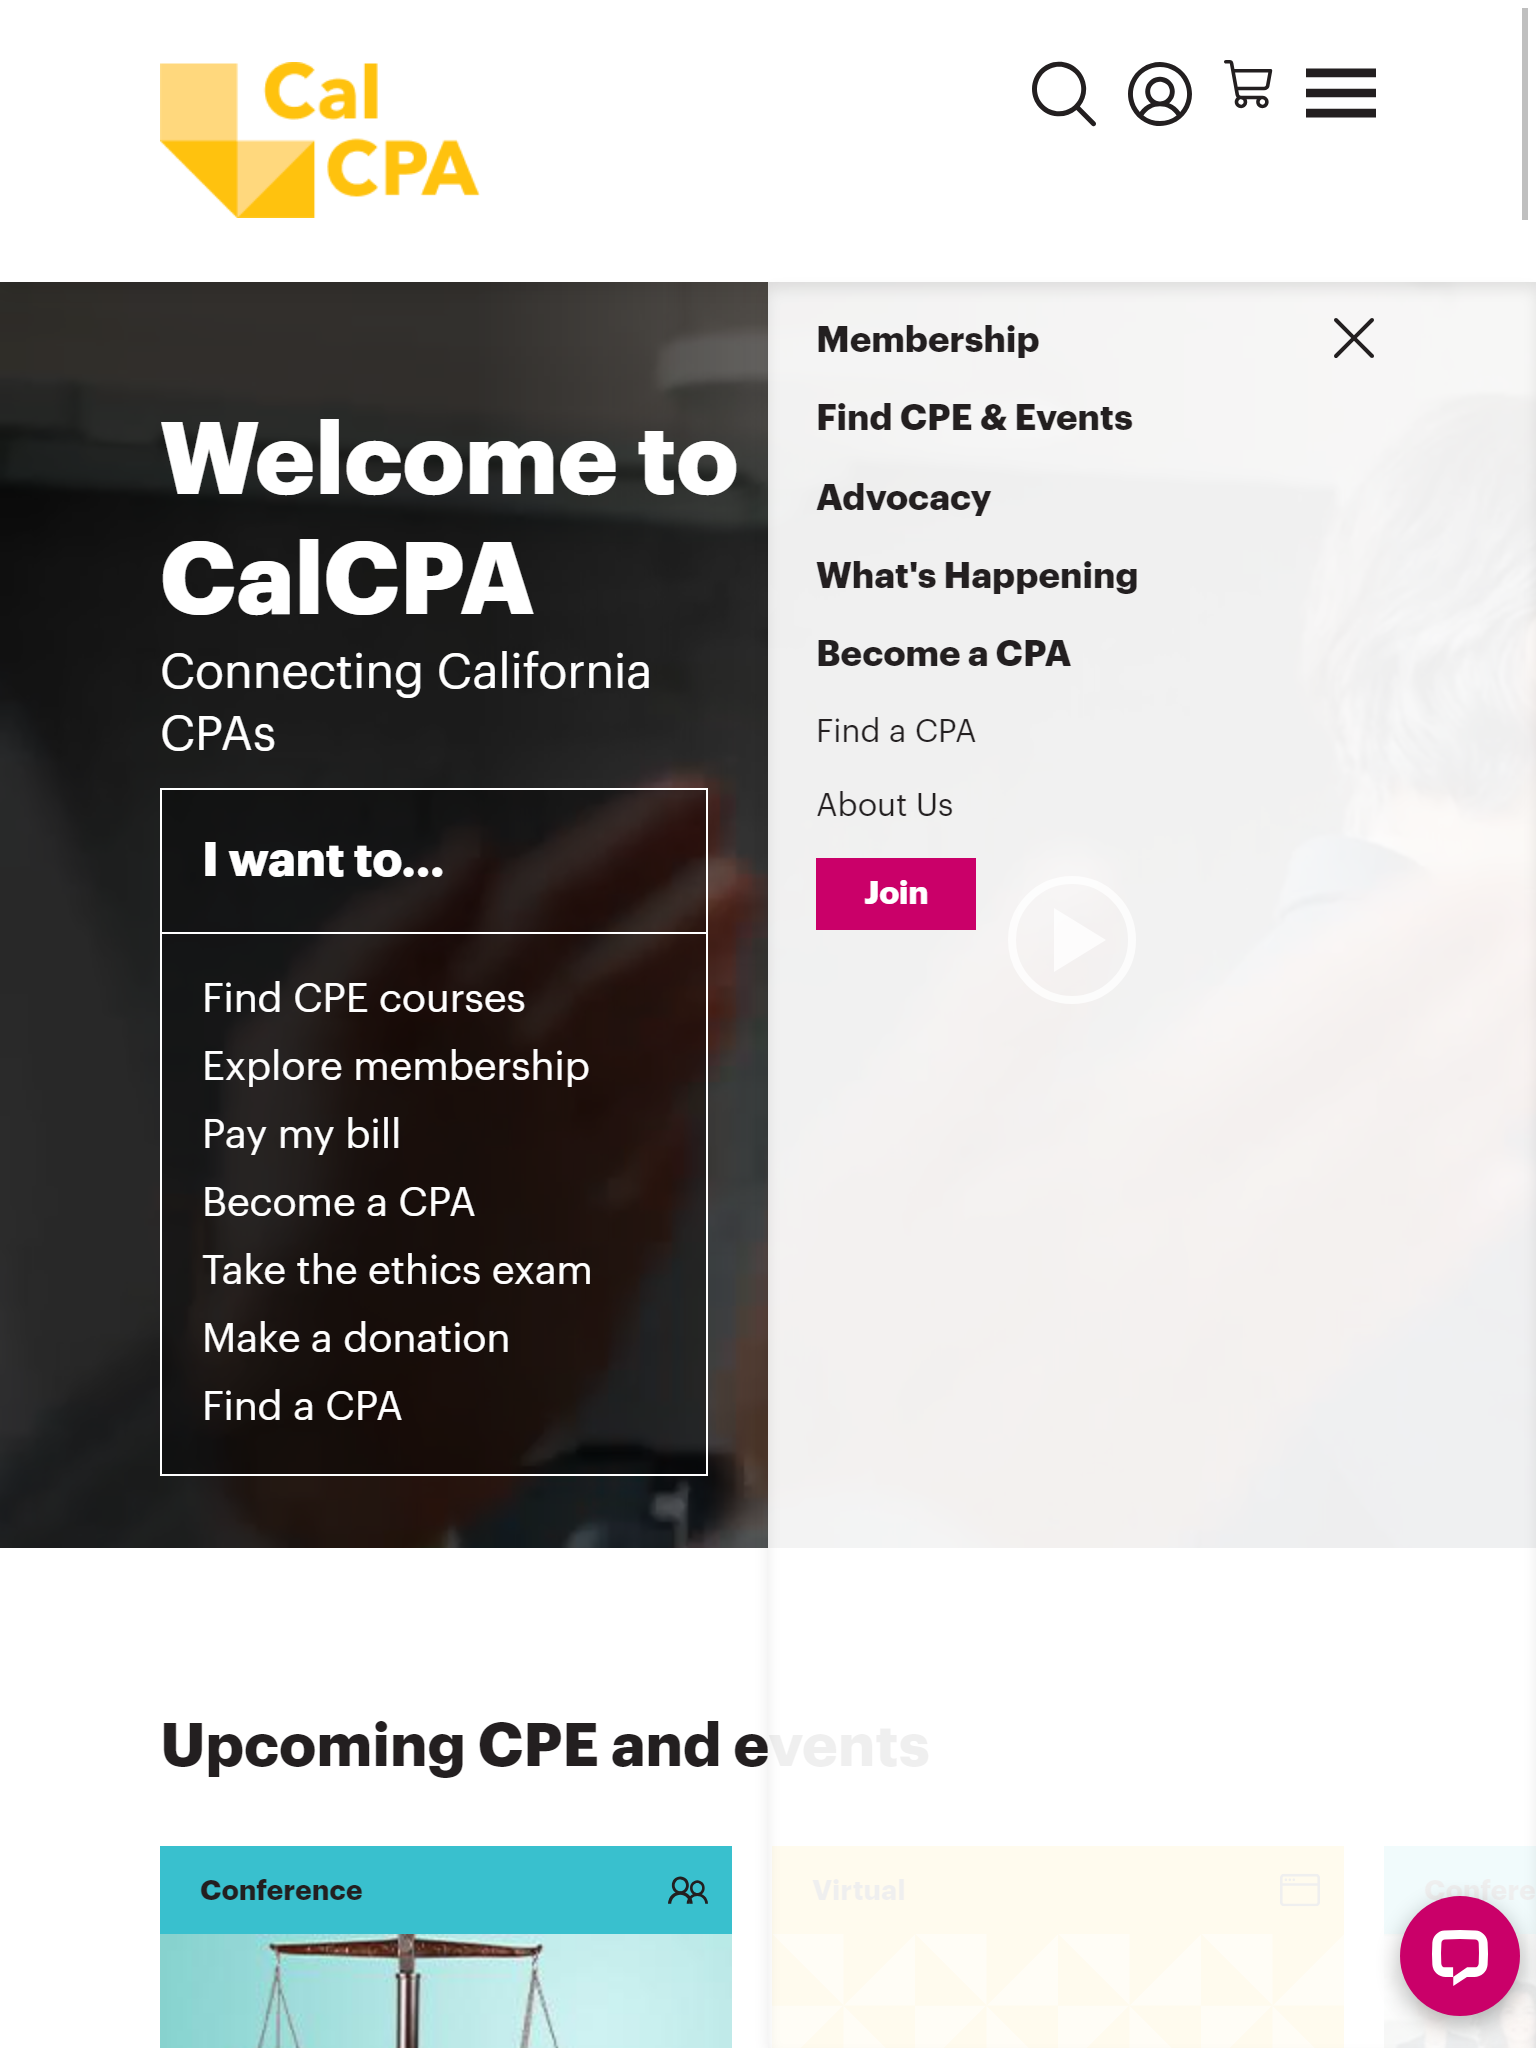 Cal
CPA
Membership
Find CPE & Events
Advocacy
What's Happening
Become a CPA
Find a CPA
About Us
Join
Welcome to
CalCPA
Connecting California
CPAs
I want to...
Find CPE courses
Explore membership
Pay my bill
Become a CPA
Take the ethics exam
Make a donation
Find a CPA
Upcoming CPE and events
Conference
Virtual
Confere